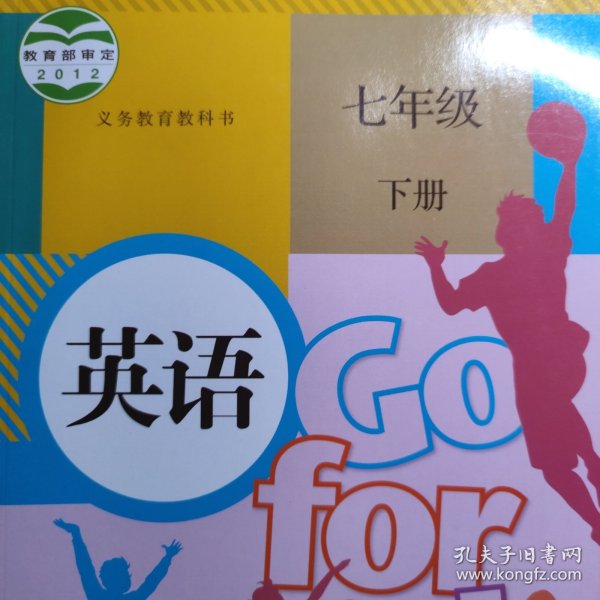 教育部审定
2012
义务教育教科书
七年级
下册
英语
Go
for
孔夫子旧书网
www.kongfz.com